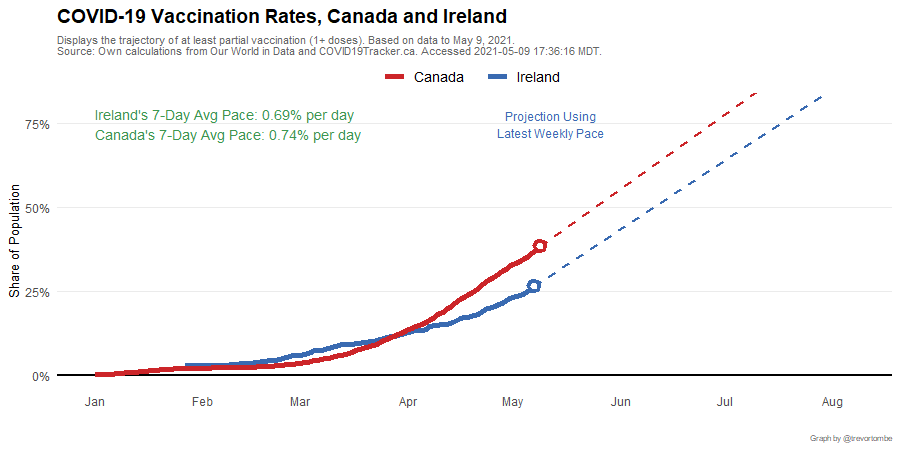 COVID-19 Vaccination Rates, Canada and Ireland
Displays the trajectory of at least partial vaccination (1+ doses). Based on data to May 9, 2021.
Source: Own calculations from Our World in Data and COVID19Tracker.ca. Accessed 2021-05-09 17:36:16 MDT.
Canada Ireland
Ireland's 7-Day Avg Pace: 0.69% per day
Canada's 7-Day Avg Pace: 0.74% per day
Projection Using
Latest Weekly Pace
Share of Population
75%
50%
25%
0%
Jan Feb Mar Apr May Jun Jul Aug
Graph by @trevortombe